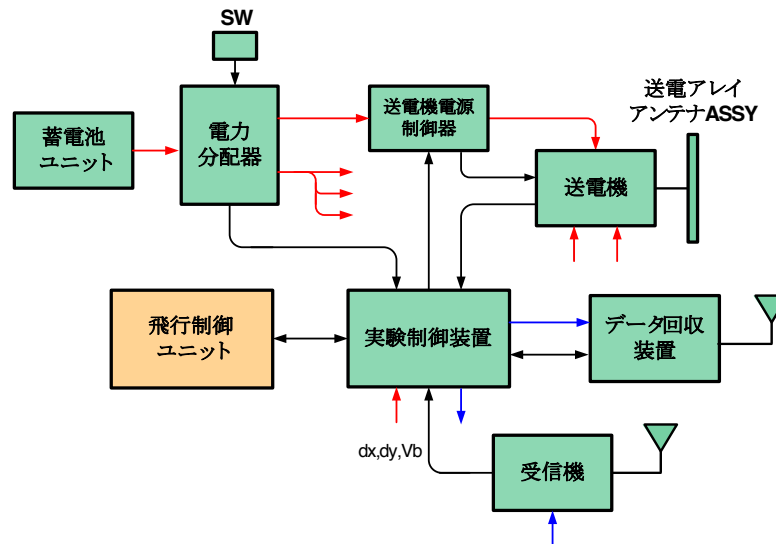 SW
送電アレイ
アンテナASSY
送電機電源
制御器
電力
分配器
蓄電池
ユニット
送電機
飛行制御
ユニット
実験制御装置
データ回収
装置
dx,dy,Vb
受信機